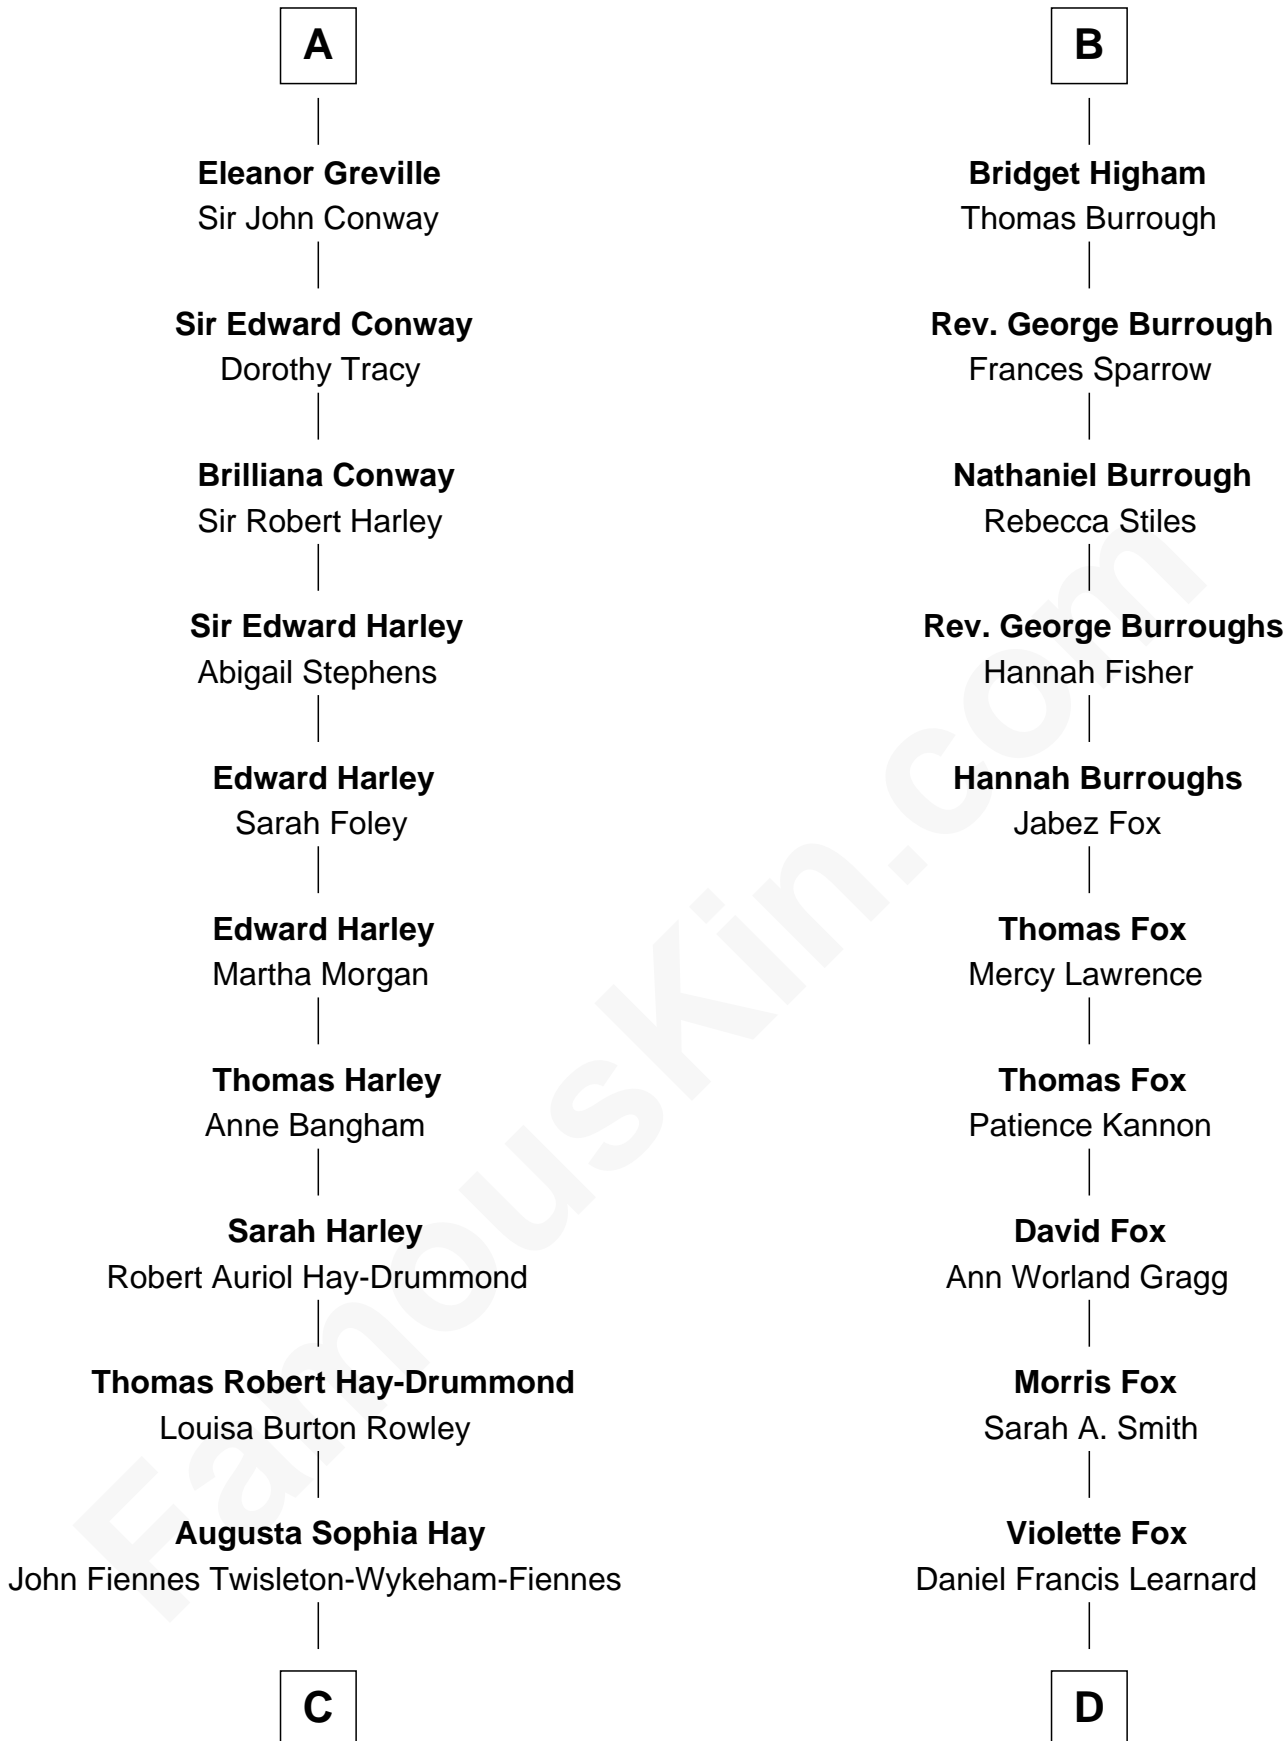 A
Eleanor Greville
Sir John Conway
Sir Edward Conway
Dorothy Tracy
Brilliana Conway
Sir Robert Harley
Sir Edward Harley
Abigail Stephens
Edward Harley
Sarah Foley
Edward Harley
Martha Morgan
Thomas Harley
Anne Bangham
Sarah Harley
Robert Auriol Hay-Drummond
Thomas Robert Hay-Drummond
Louisa Burton Rowley
Augusta Sophia Hay
John Fiennes Twisleton-Wykeham-Fiennes
C
B
Bridget Higham
Thomas Burrough
Rev. George Burrough
Frances Sparrow
Nathaniel Burrough
Rebecca Stiles
Rev. George Burroughs
Hannah Fisher
Hannah Burroughs
Jabez Fox
Thomas Fox
Mercy Lawrence
Thomas Fox
Patience Kannon
David Fox
Ann Worland Gragg
Morris Fox
Sarah A. Smith
Violette Fox
Daniel Francis Learnard
D
FamousKin.com